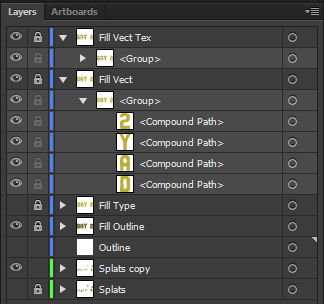 Layers Artboards
Fill Vect Tex
<Group>
Fill Vect
<Group>
S <Compound Path>
Y <Compound Path>
A <Compound Path>
D <Compound Path>
Fill Type
Fill Outline
Outline
Splats copy
Splats